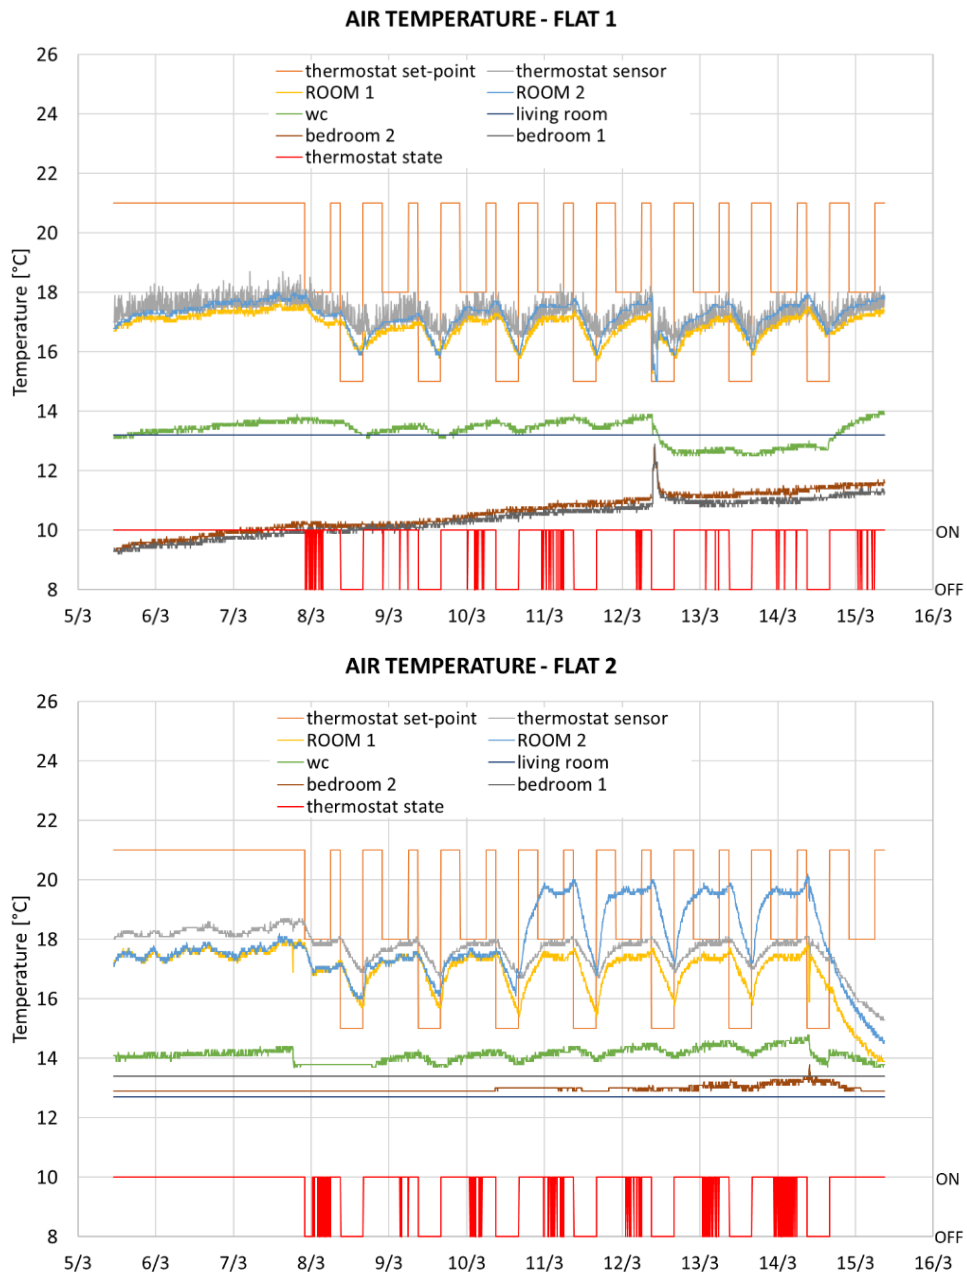 AIR TEMPERATURE - FLAT 1
26
24
22
20
18
16
14
12
10
8
Temperature [°C]
thermostat set-point thermostat sensor
ROOM 1 ROOM 2
wc living room
bedroom 2 bedroom 1
thermostat state
ON
OFF
5/3 6/3 7/3 8/3 9/3 10/3 11/3 12/3 13/3 14/3 15/3 16/3
AIR TEMPERATURE - FLAT 2
26
24
22
20
18
16
14
12
10
8
Temperature [°C]
thermostat set-point thermostat sensor
ROOM 1 ROOM 2
wc living room
bedroom 2 bedroom 1
thermostat state
ON
OFF
5/3 6/3 7/3 8/3 9/3 10/3 11/3 12/3 13/3 14/3 15/3 16/3